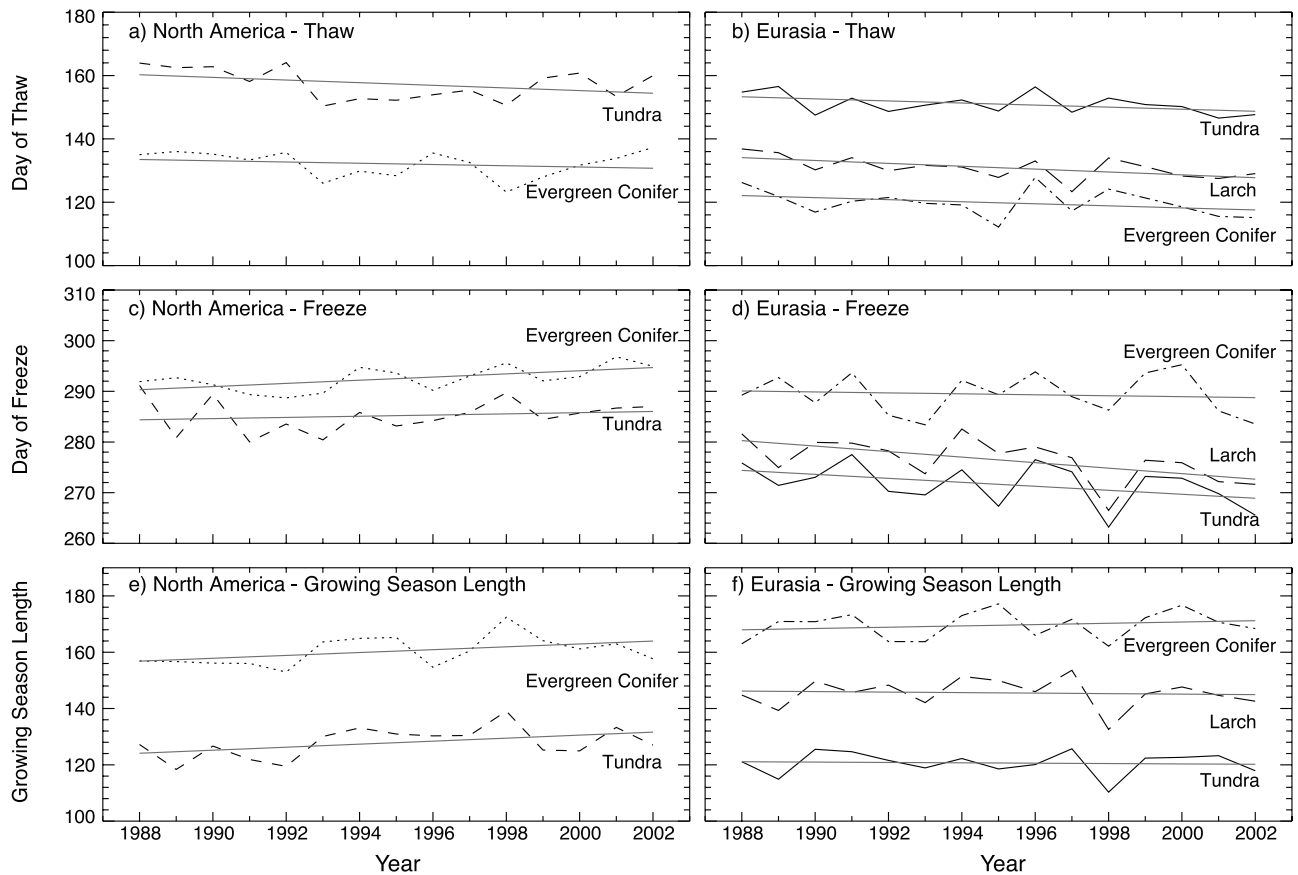 a) North America - Thaw
b) Eurasia - Thaw
Day of Thaw
180
160
140
120
100
Tundra
Evergreen Conifer
Tundra
Larch
Evergreen Conifer
c) North America - Freeze
d) Eurasia - Freeze
Day of Freeze
310
300
290
280
270
260
Evergreen Conifer
Tundra
Evergreen Conifer
Larch
Tundra
e) North America - Growing Season Length
f) Eurasia - Growing Season Length
Growing Season Length
180
160
140
120
100
Evergreen Conifer
Tundra
Evergreen Conifer
Larch
Tundra
1988 1990 1992 1994 1996 1998 2000 2002
1988 1990 1992 1994 1996 1998 2000 2002
Year
Year